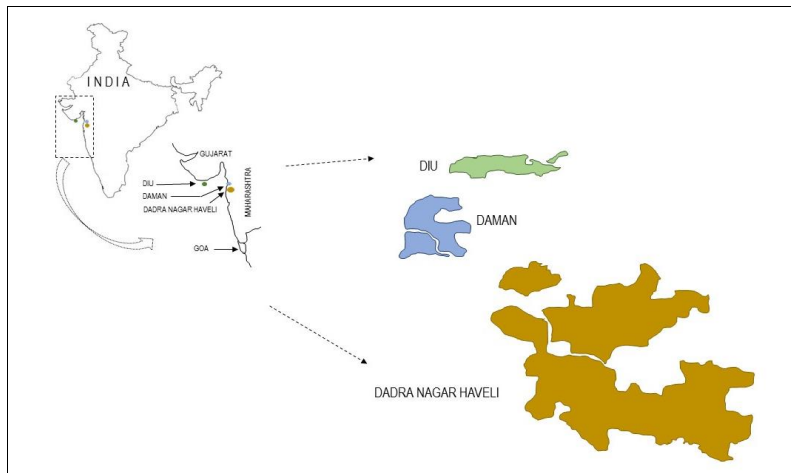 INDIA
GUJARAT
DIU
DAMAN
DADRA NAGAR HAVELI
MAHARASHTRA
GOA
DIU
DAMAN
DADRA NAGAR HAVELI